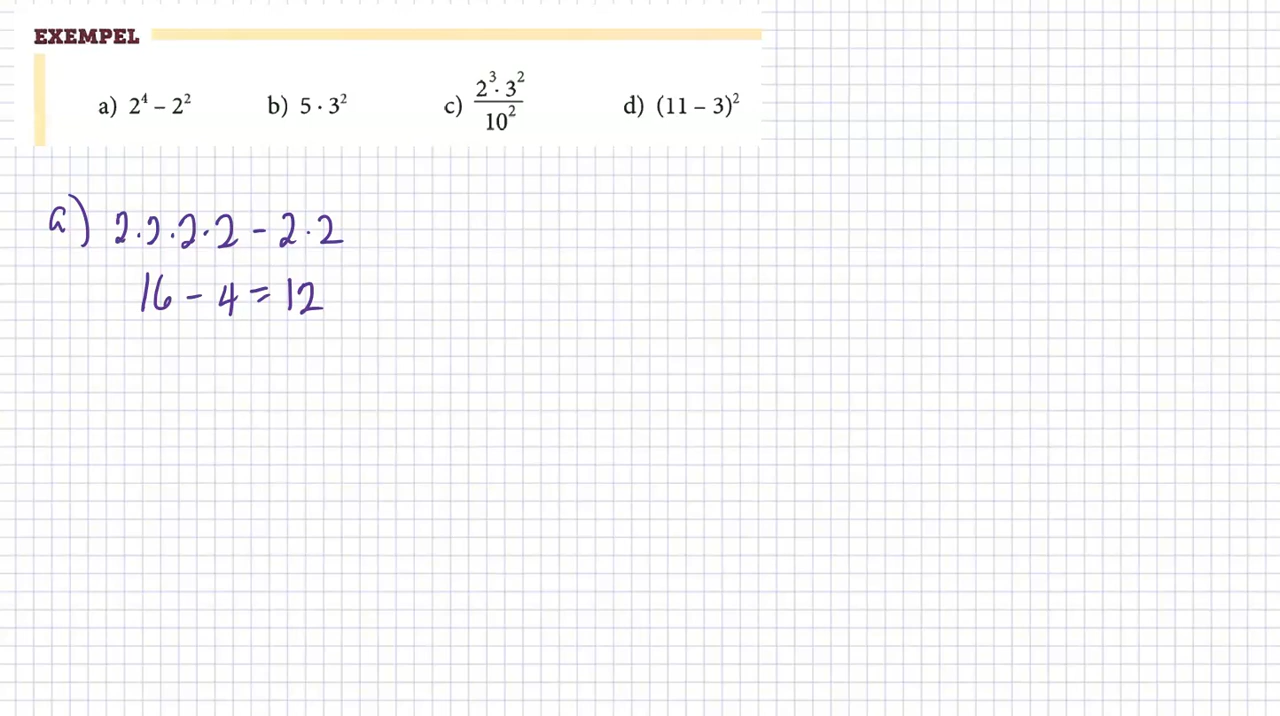 EXEMPEL
a) 2⁴ – 2² b) 5 · 3² c) 2³ · 3² / 10² d) (11 – 3)²
a) 2·2·2·2 – 2·2
16 – 4 = 12